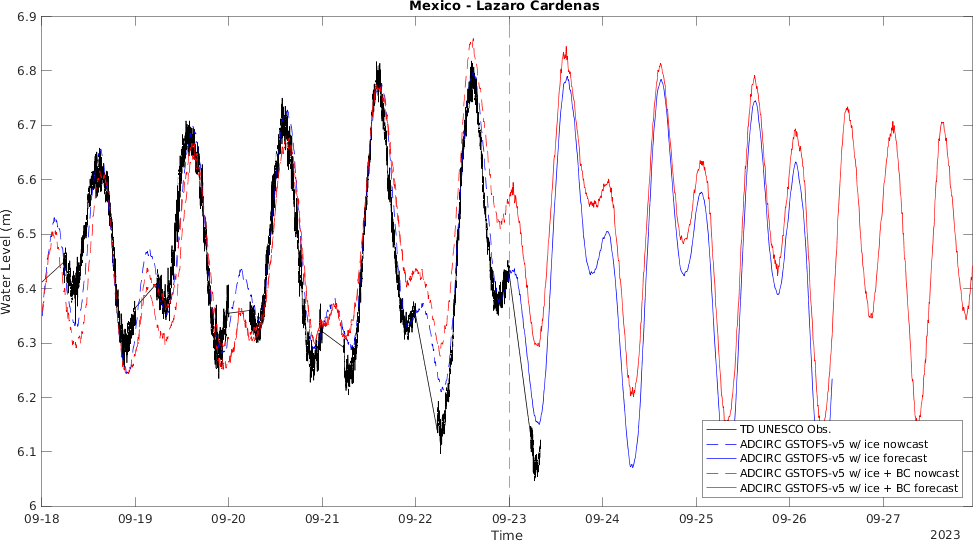 Mexico - Lazaro Cardenas
6.9
6.8
6.7
6.6
6.5
6.4
6.3
6.2
6.1
6
Water Level (m)
TD UNESCO Obs.
ADCIRC GSTOFS-v5 w/ ice nowcast
ADCIRC GSTOFS-v5 w/ ice forecast
ADCIRC GSTOFS-v5 w/ ice + BC nowcast
ADCIRC GSTOFS-v5 w/ ice + BC forecast
09-18 09-19 09-20 09-21 09-22 09-23 09-24 09-25 09-26 09-27
Time
2023